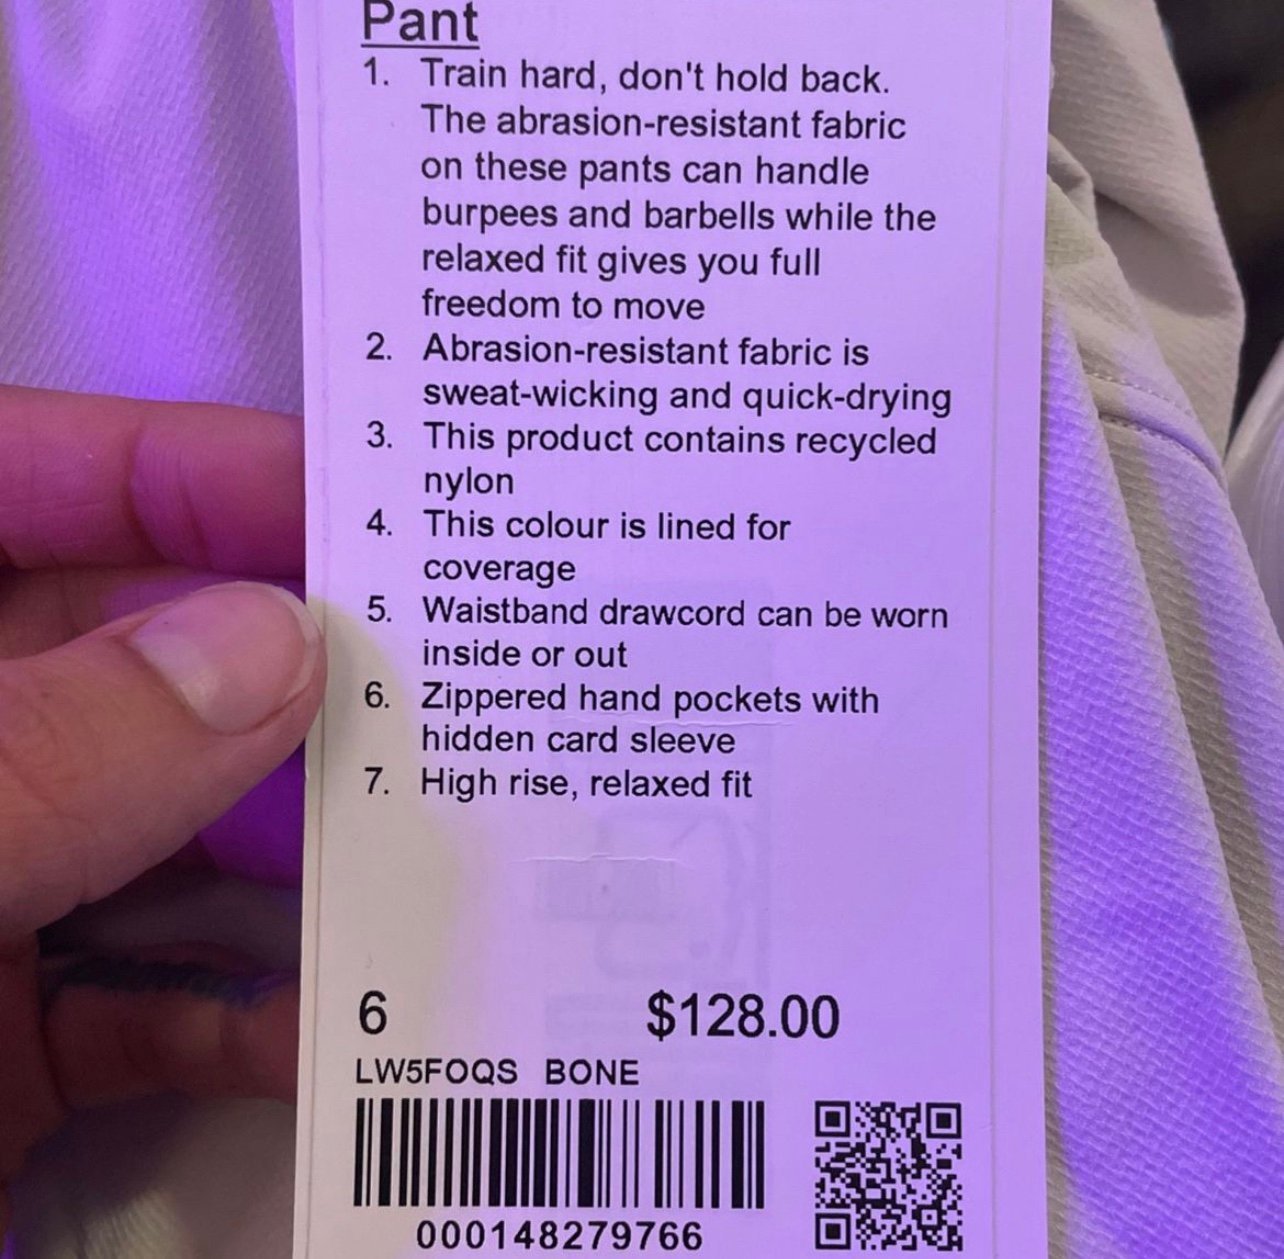 Pant
1. Train hard, don't hold back.
The abrasion-resistant fabric
on these pants can handle
burpees and barbells while the
relaxed fit gives you full
freedom to move
2. Abrasion-resistant fabric is
sweat-wicking and quick-drying
3. This product contains recycled
nylon
4. This colour is lined for
coverage
5. Waistband drawcord can be worn
inside or out
6. Zippered hand pockets with
hidden card sleeve
7. High rise, relaxed fit
6 $128.00
LW5FOQS BONE
000148279766